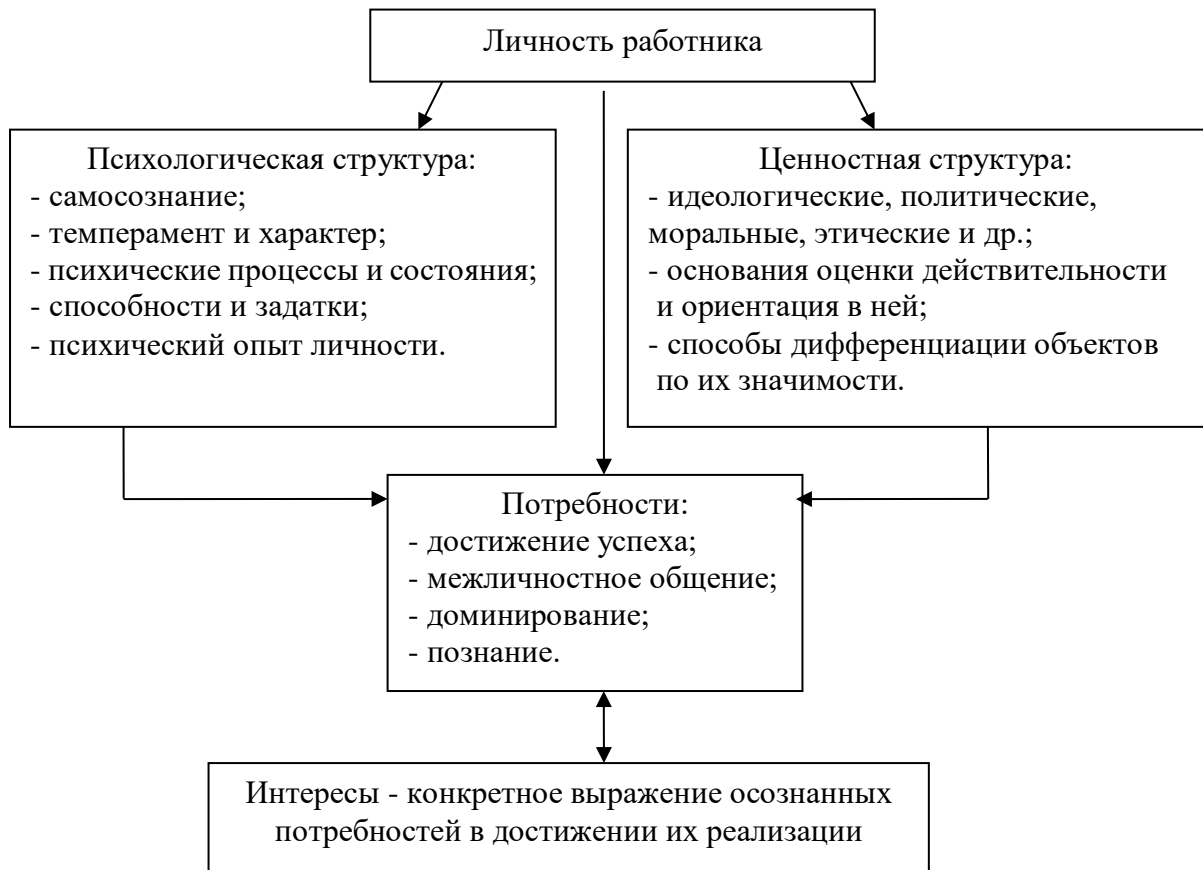 Личность работника
Психологическая структура:
- самосознание;
- темперамент и характер;
- психические процессы и состояния;
- способности и задатки;
- психический опыт личности.
Ценностная структура:
- идеологические, политические,
моральные, этические и др.;
- основания оценки действительности
и ориентация в ней;
- способы дифференциации объектов
по их значимости.
Потребности:
- достижение успеха;
- межличностное общение;
- доминирование;
- познание.
Интересы - конкретное выражение осознанных
потребностей в достижении их реализации